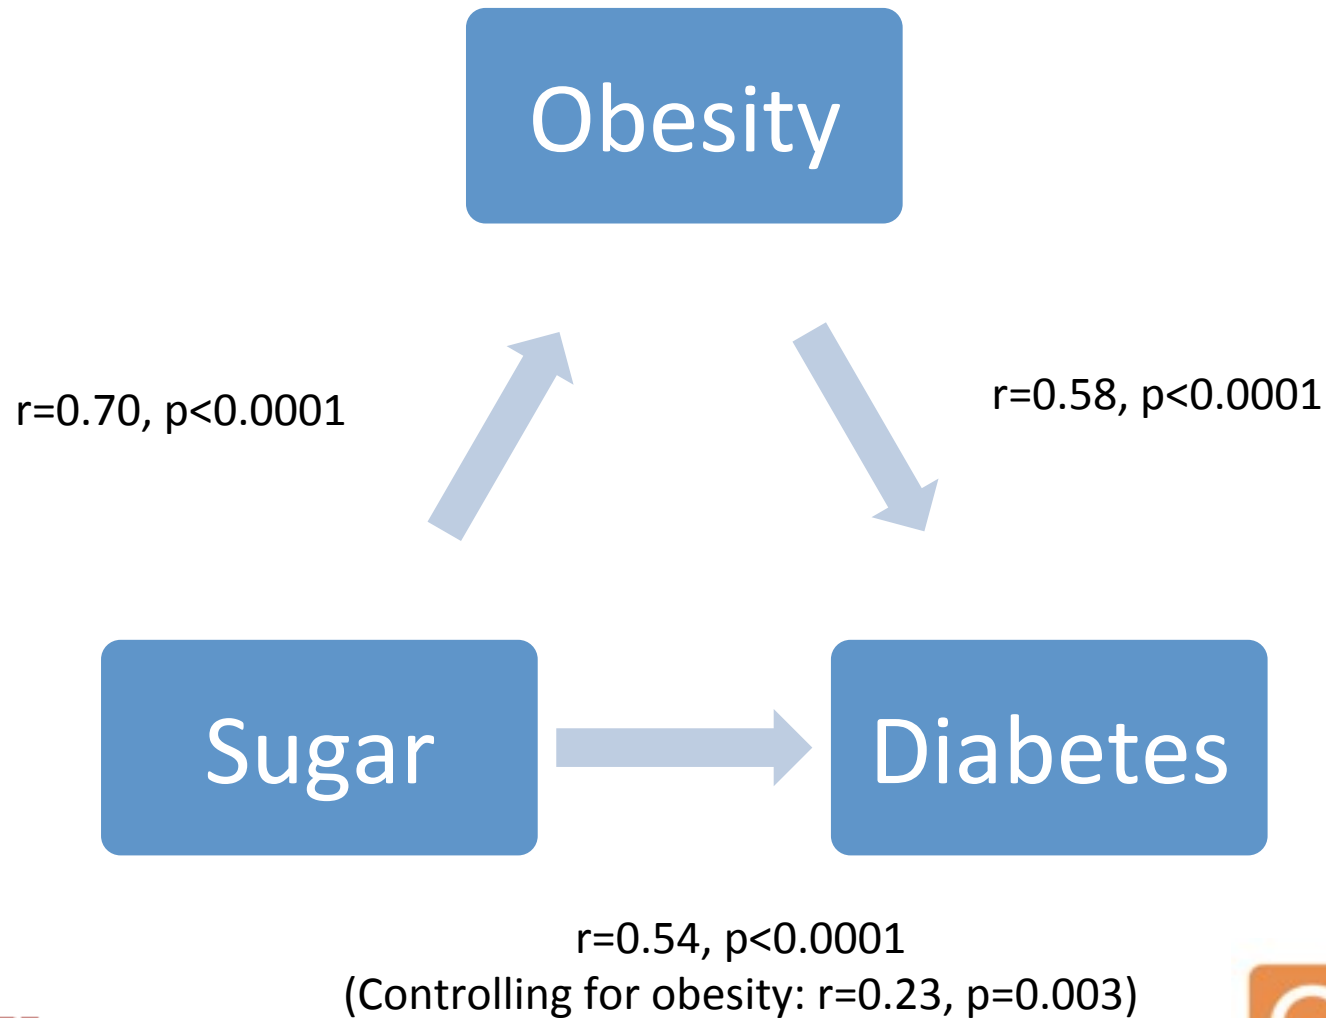 Obesity
r=0.70, p<0.0001
r=0.58, p<0.0001
Sugar
Diabetes
r=0.54, p<0.0001
(Controlling for obesity: r=0.23, p=0.003)